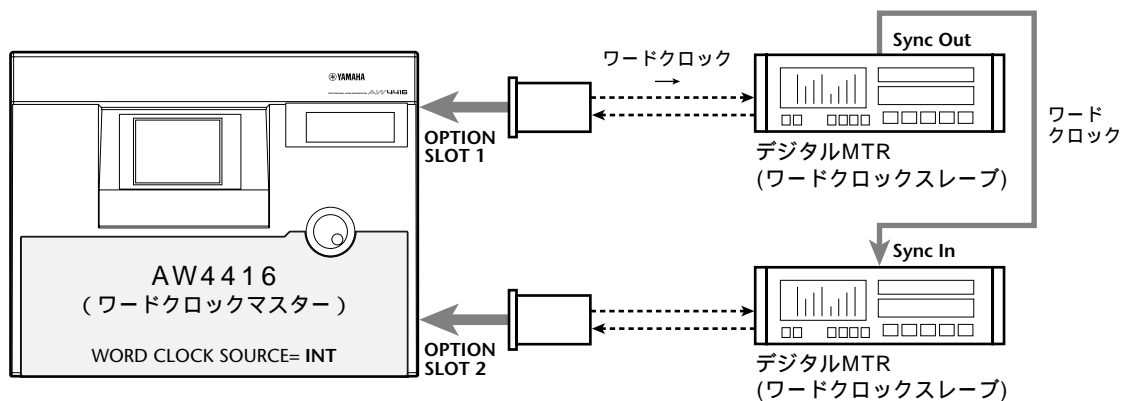 YAMAHA
AW4416
OPTION
SLOT 1
ワードクロック
→
Sync Out
デジタルMTR
(ワードクロックスレーブ)
ワード
クロック
AW4416
(ワードクロックマスター)
WORD CLOCK SOURCE= INT
OPTION
SLOT 2
Sync In
デジタルMTR
(ワードクロックスレーブ)